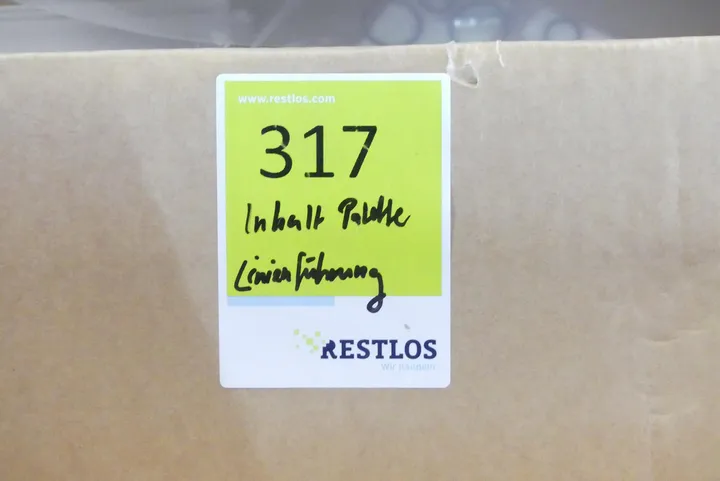 www.restlos.com
317
Inhalt Palette
Linienführung
RESTLOS